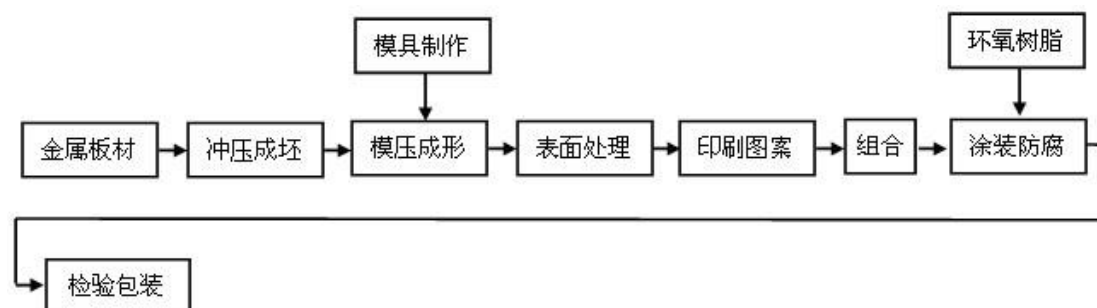 模具制作
环氧树脂
金属板材
冲压成坯
模压成形
表面处理
印刷图案
组合
涂装防腐
检验包装